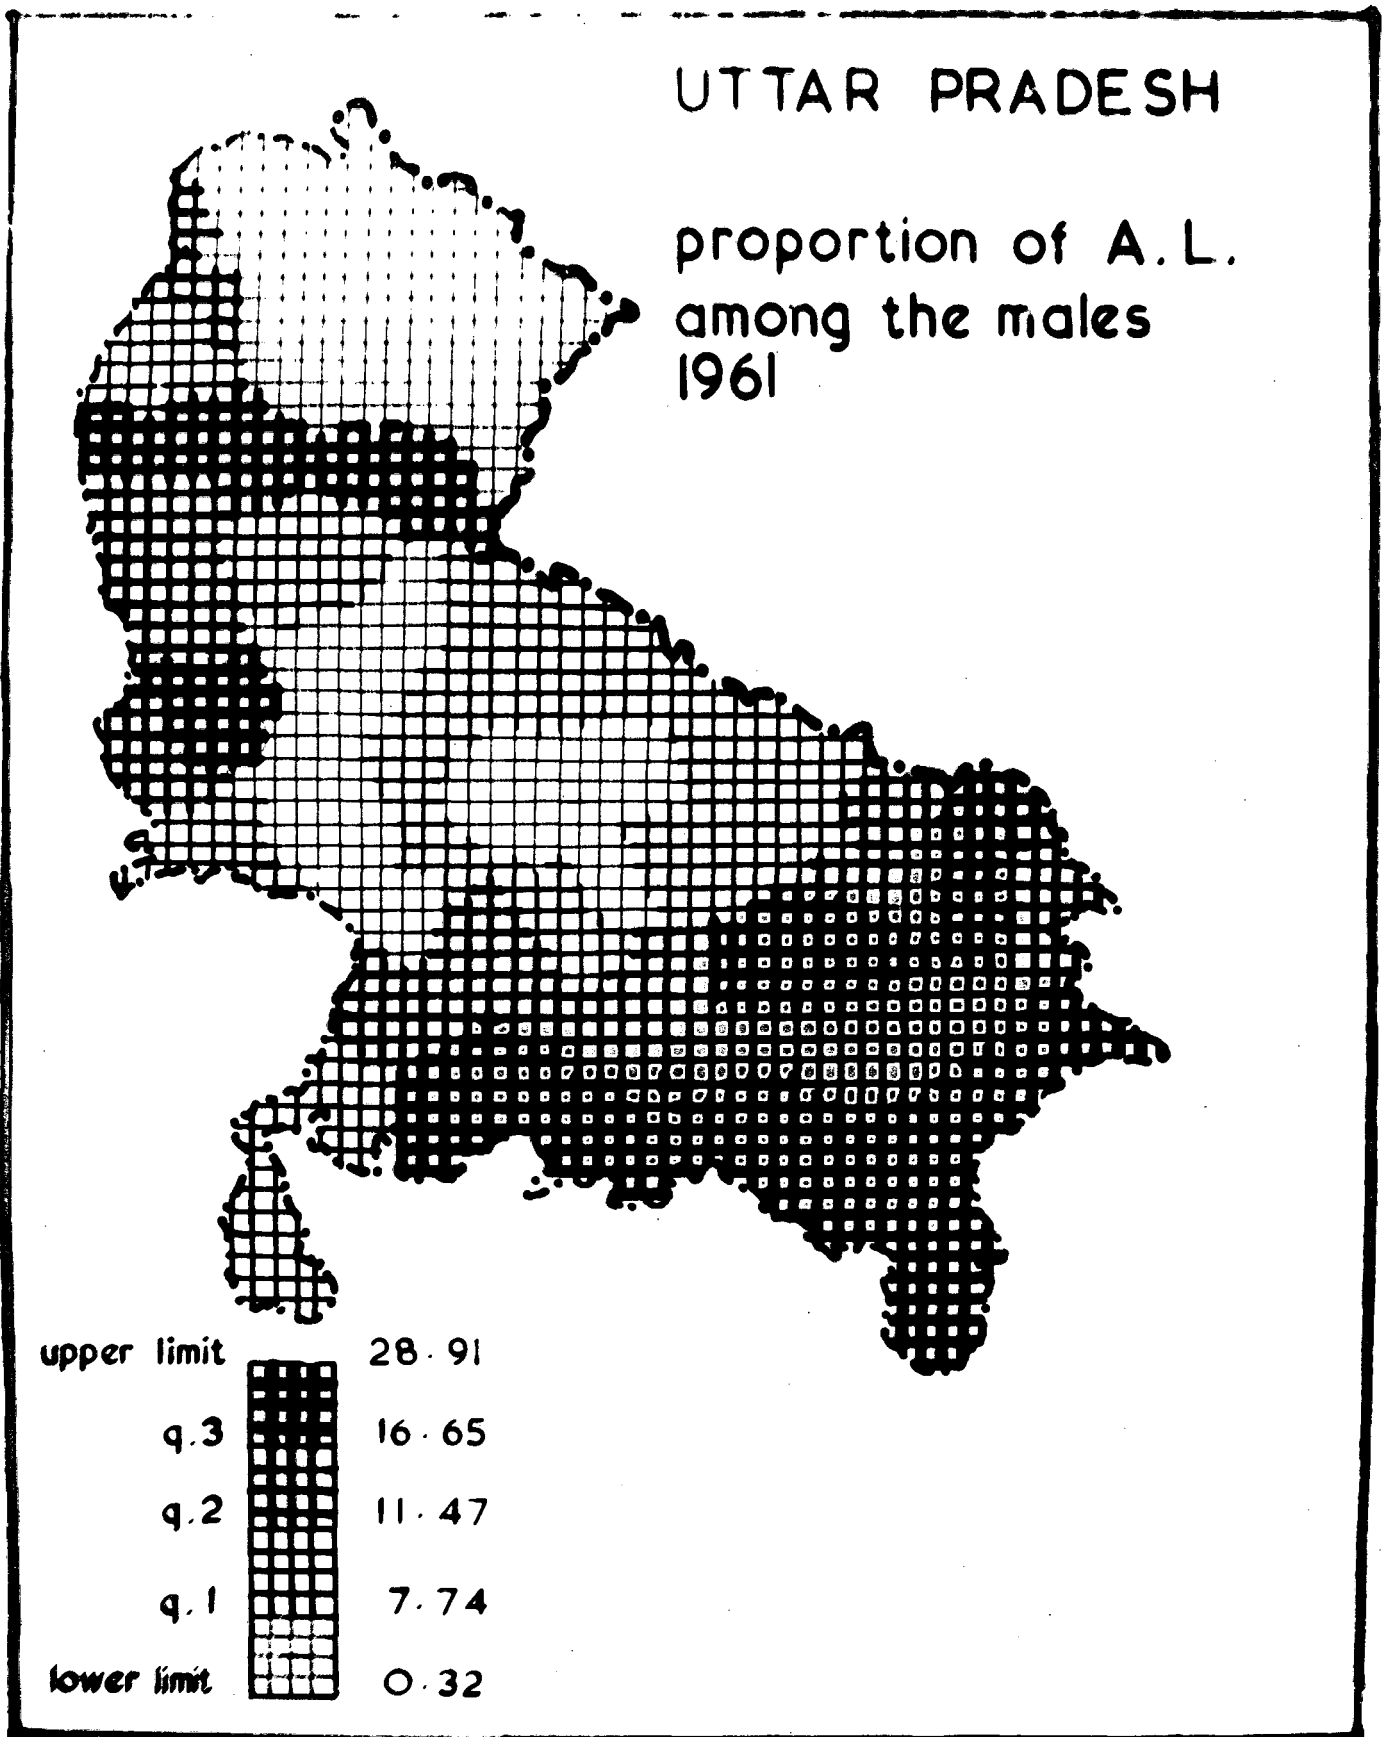 UTTAR PRADESH
proportion of A.L.
among the males
1961
upper limit 28.91
q.3 16.65
q.2 11.47
q.1 7.74
lower limit 0.32